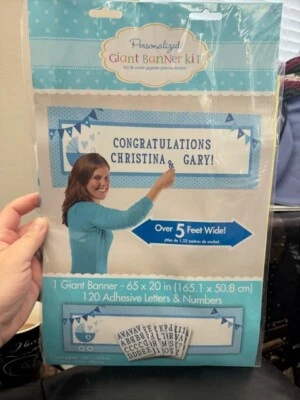 Personalized
Giant Banner Kit
CONGRATULATIONS
CHRISTINA & GARY!
Over 5 Feet Wide!
1 Giant Banner - 65 x 20 in (165.1 x 50.8 cm)
120 Adhesive Letters & Numbers